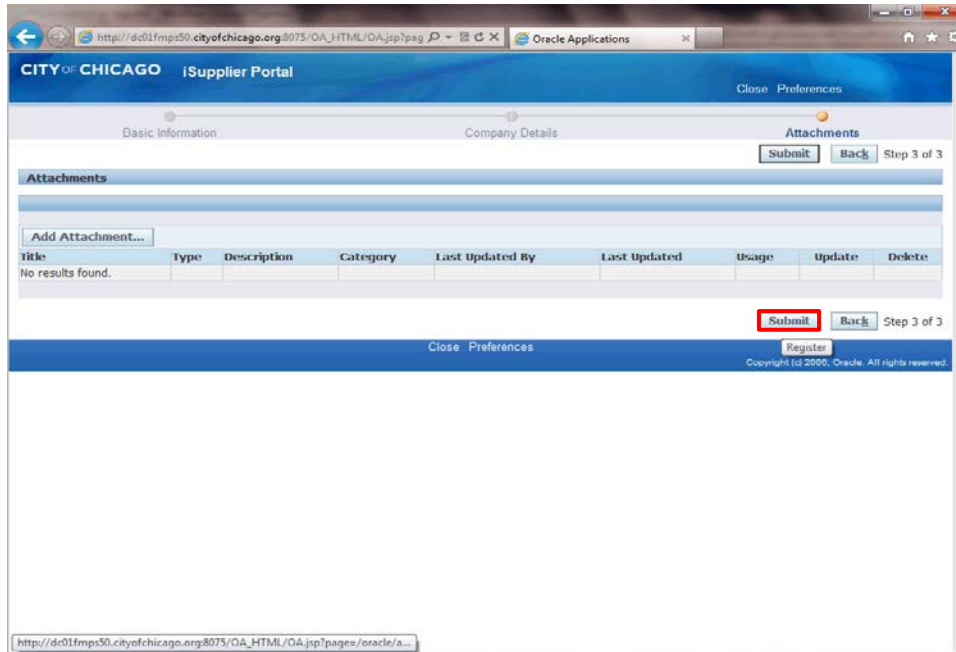 http://dc01fmps50.cityofchicago.org:8075/OA_HTML/OA.jsp?pag
Oracle Applications
CITY OF CHICAGO iSupplier Portal
Close Preferences
Basic Information Company Details Attachments
Submit Back Step 3 of 3
Attachments
Add Attachment...
Title Type Description Category Last Updated By Last Updated Usage Update Delete
No results found.
Submit Back Step 3 of 3
Close Preferences
Register
Copyright (c) 2006, Oracle. All rights reserved.
http://dc01fmps50.cityofchicago.org:8075/OA_HTML/OA.jsp?page=/oracle/a...